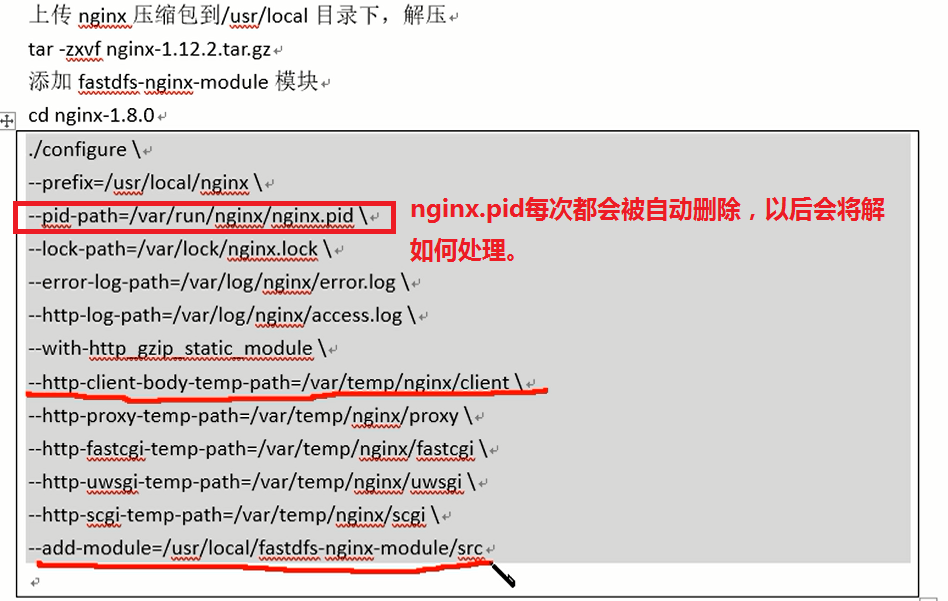 上传 nginx 压缩包到/usr/local 目录下，解压
tar -zxvf nginx-1.12.2.tar.gz
添加 fastdfs-nginx-module 模块
cd nginx-1.8.0
./configure \
--prefix=/usr/local/nginx \
--pid-path=/var/run/nginx/nginx.pid \
nginx.pid每次都会被自动删除，以后会将解
如何处理。
--lock-path=/var/lock/nginx.lock \
--error-log-path=/var/log/nginx/error.log \
--http-log-path=/var/log/nginx/access.log \
--with-http_gzip_static_module \
--http-client-body-temp-path=/var/temp/nginx/client \
--http-proxy-temp-path=/var/temp/nginx/proxy \
--http-fastcgi-temp-path=/var/temp/nginx/fastcgi \
--http-uwsgi-temp-path=/var/temp/nginx/uwsgi \
--http-scgi-temp-path=/var/temp/nginx/scgi \
--add-module=/usr/local/fastdfs-nginx-module/src